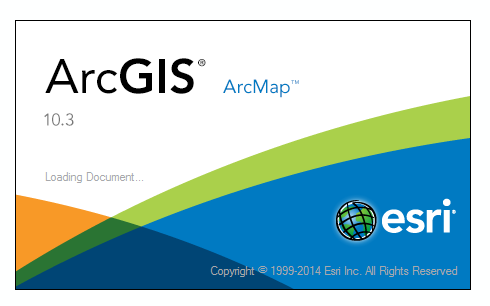 ArcGIS® ArcMap™
10.3
Loading Document...
esri®
Copyright © 1999-2014 Esri Inc. All Rights Reserved